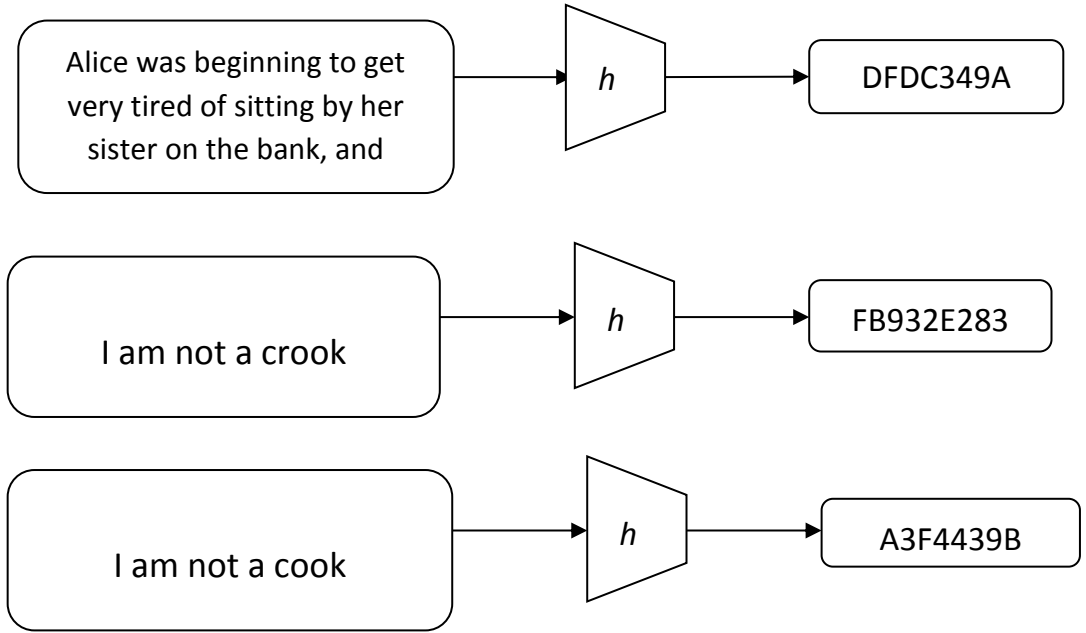 Alice was beginning to get
very tired of sitting by her
sister on the bank, and
h
DFDC349A
I am not a crook
h
FB932E283
I am not a cook
h
A3F4439B